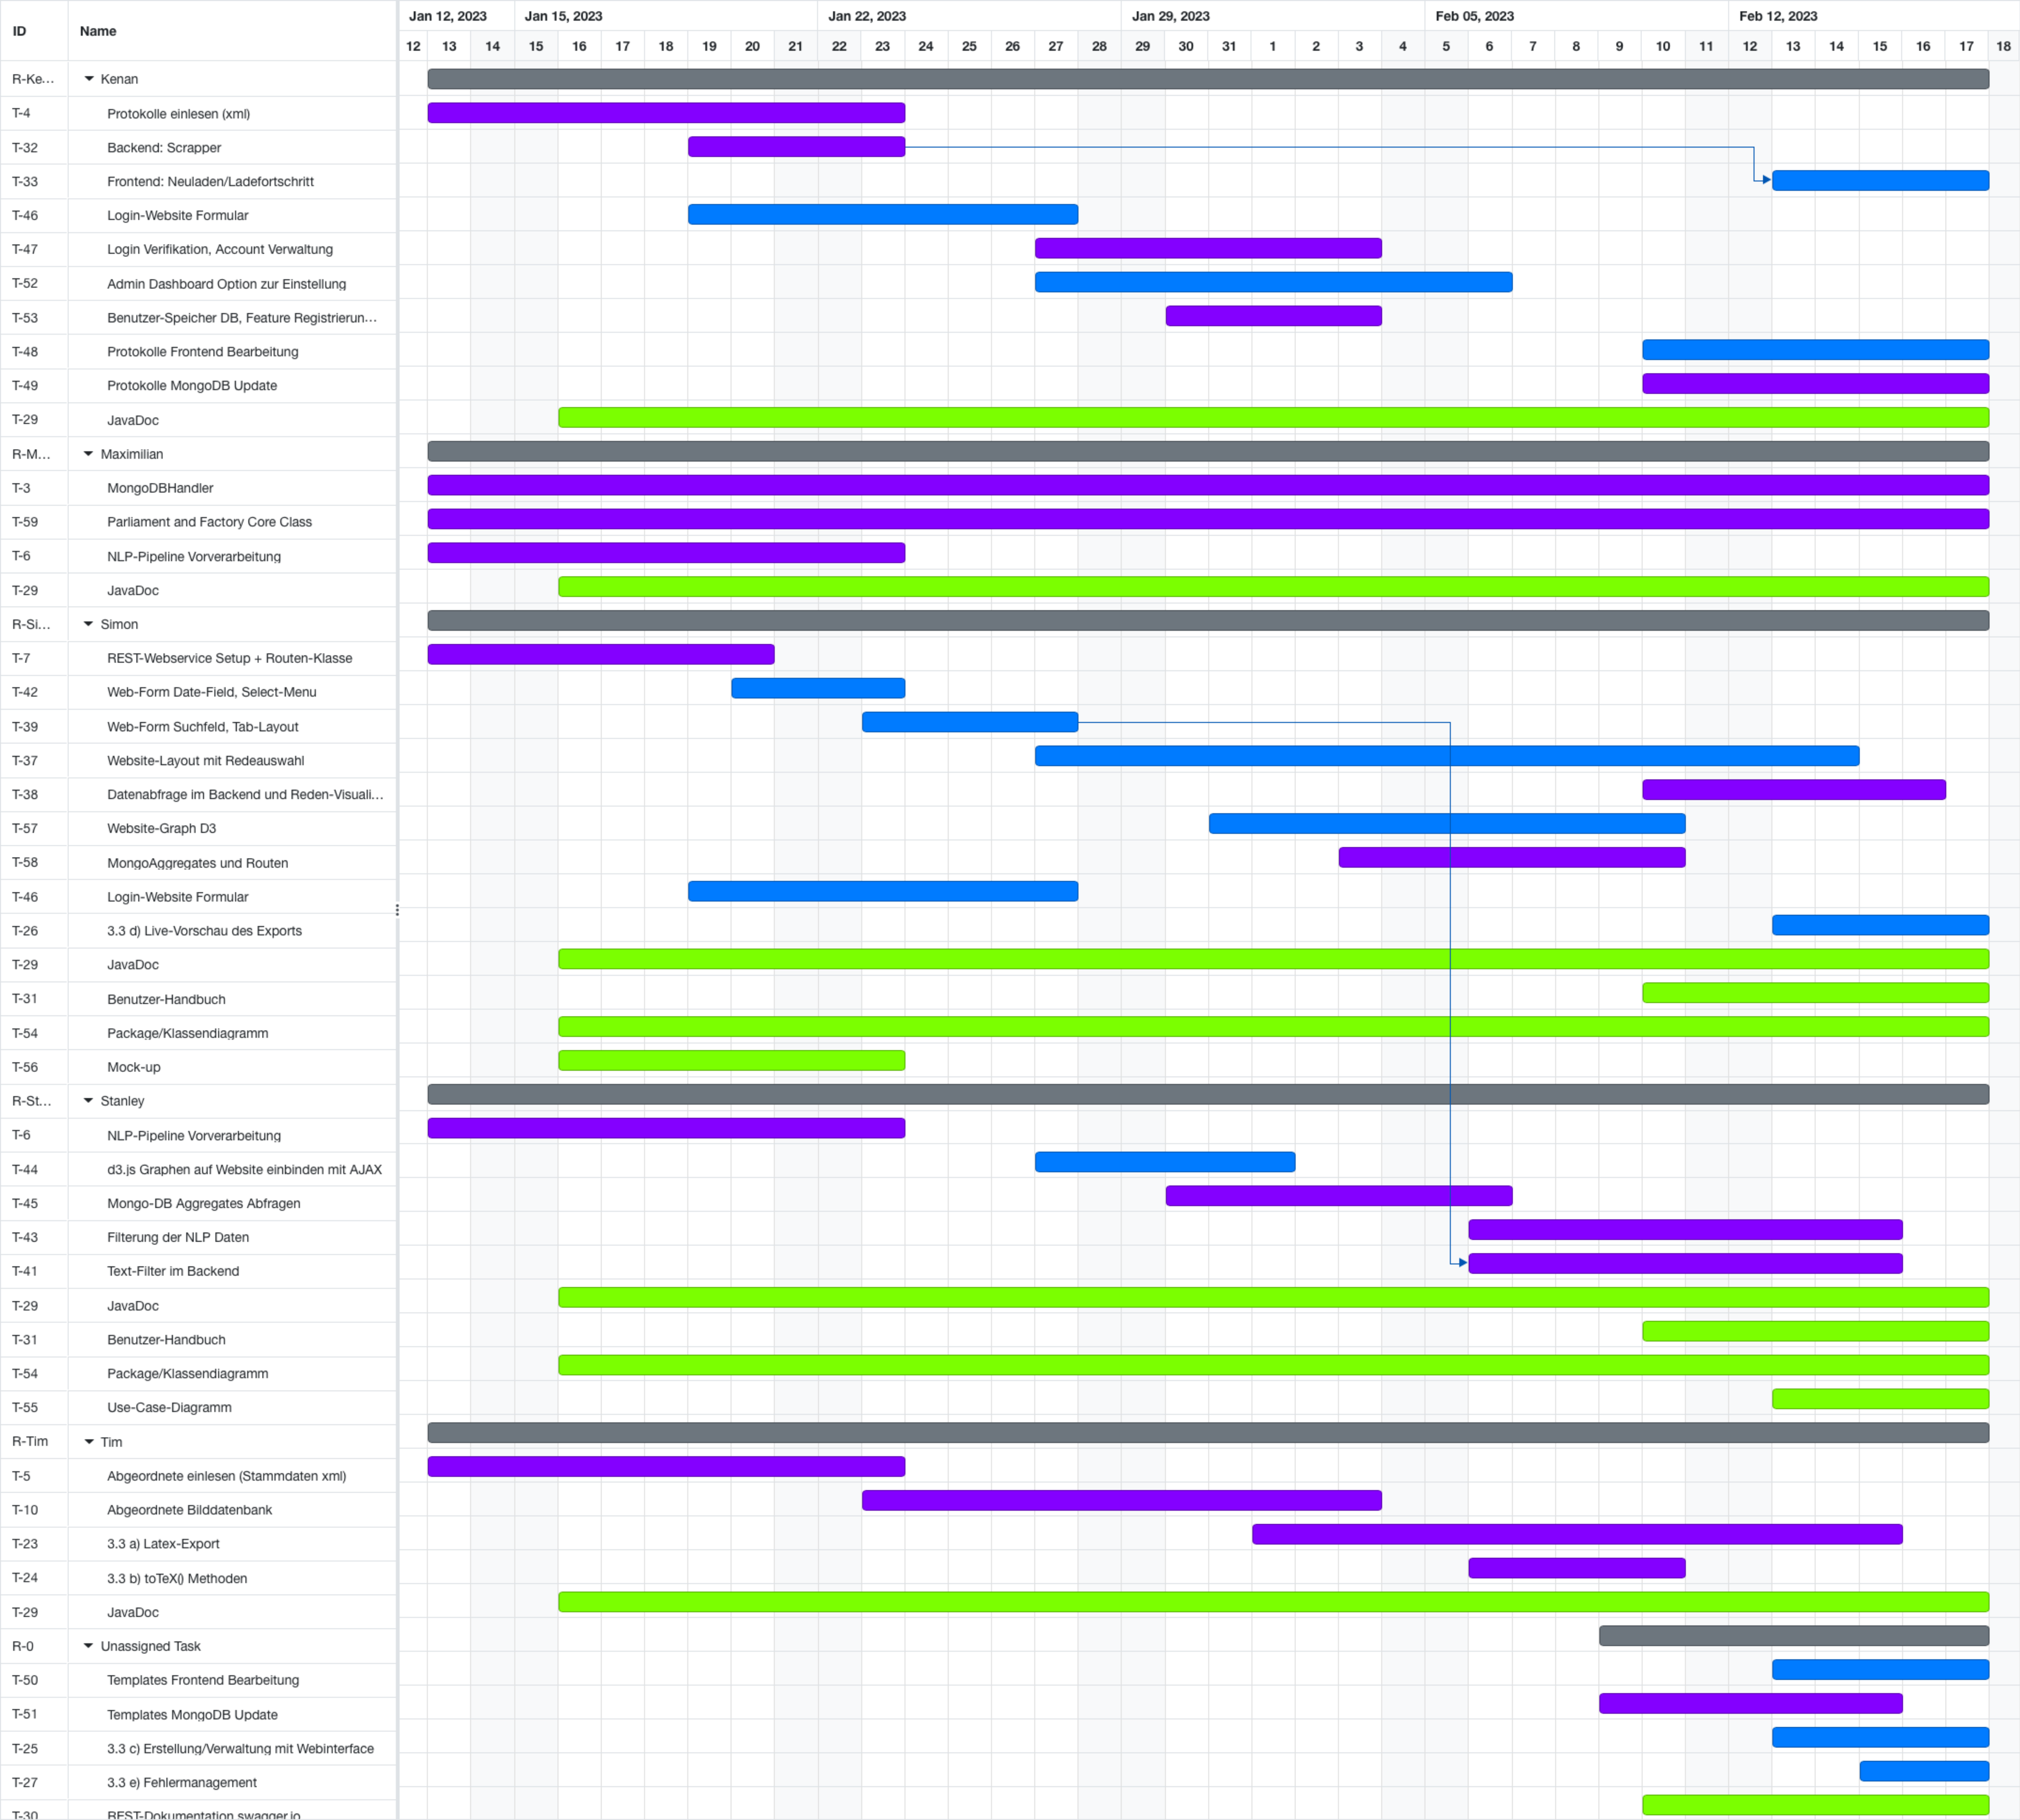 ID Name Jan 12, 2023 Jan 15, 2023 Jan 22, 2023 Jan 29, 2023 Feb 05, 2023 Feb 12, 2023
12 13 14 15 16 17 18 19 20 21 22 23 24 25 26 27 28 29 30 31 1 2 3 4 5 6 7 8 9 10 11 12 13 14 15 16 17 18
R-Ke... Kenan
T-4 Protokolle einlesen (xml)
T-32 Backend: Scrapper
T-33 Frontend: Neuladen/Ladefortschritt
T-46 Login-Website Formular
T-47 Login Verifikation, Account Verwaltung
T-52 Admin Dashboard Option zur Einstellung
T-53 Benutzer-Speicher DB, Feature Registrierun...
T-48 Protokolle Frontend Bearbeitung
T-49 Protokolle MongoDB Update
T-29 JavaDoc
R-M... Maximilian
T-3 MongoDBHandler
T-59 Parliament and Factory Core Class
T-6 NLP-Pipeline Vorverarbeitung
T-29 JavaDoc
R-Si... Simon
T-7 REST-Webservice Setup + Routen-Klasse
T-42 Web-Form Date-Field, Select-Menu
T-39 Web-Form Suchfeld, Tab-Layout
T-37 Website-Layout mit Redeauswahl
T-38 Datenabfrage im Backend und Reden-Visuali...
T-57 Website-Graph D3
T-58 MongoAggregates und Routen
T-46 Login-Website Formular
T-26 3.3 d) Live-Vorschau des Exports
T-29 JavaDoc
T-31 Benutzer-Handbuch
T-54 Package/Klassendiagramm
T-56 Mock-up
R-St... Stanley
T-6 NLP-Pipeline Vorverarbeitung
T-44 d3.js Graphen auf Website einbinden mit AJAX
T-45 Mongo-DB Aggregates Abfragen
T-43 Filterung der NLP Daten
T-41 Text-Filter im Backend
T-29 JavaDoc
T-31 Benutzer-Handbuch
T-54 Package/Klassendiagramm
T-55 Use-Case-Diagramm
R-Tim Tim
T-5 Abgeordnete einlesen (Stammdaten xml)
T-10 Abgeordnete Bilddatenbank
T-23 3.3 a) Latex-Export
T-24 3.3 b) toTeX() Methoden
T-29 JavaDoc
R-0 Unassigned Task
T-50 Templates Frontend Bearbeitung
T-51 Templates MongoDB Update
T-25 3.3 c) Erstellung/Verwaltung mit Webinterface
T-27 3.3 e) Fehlermanagement
T-30 REST-Dokumentation swagger.io